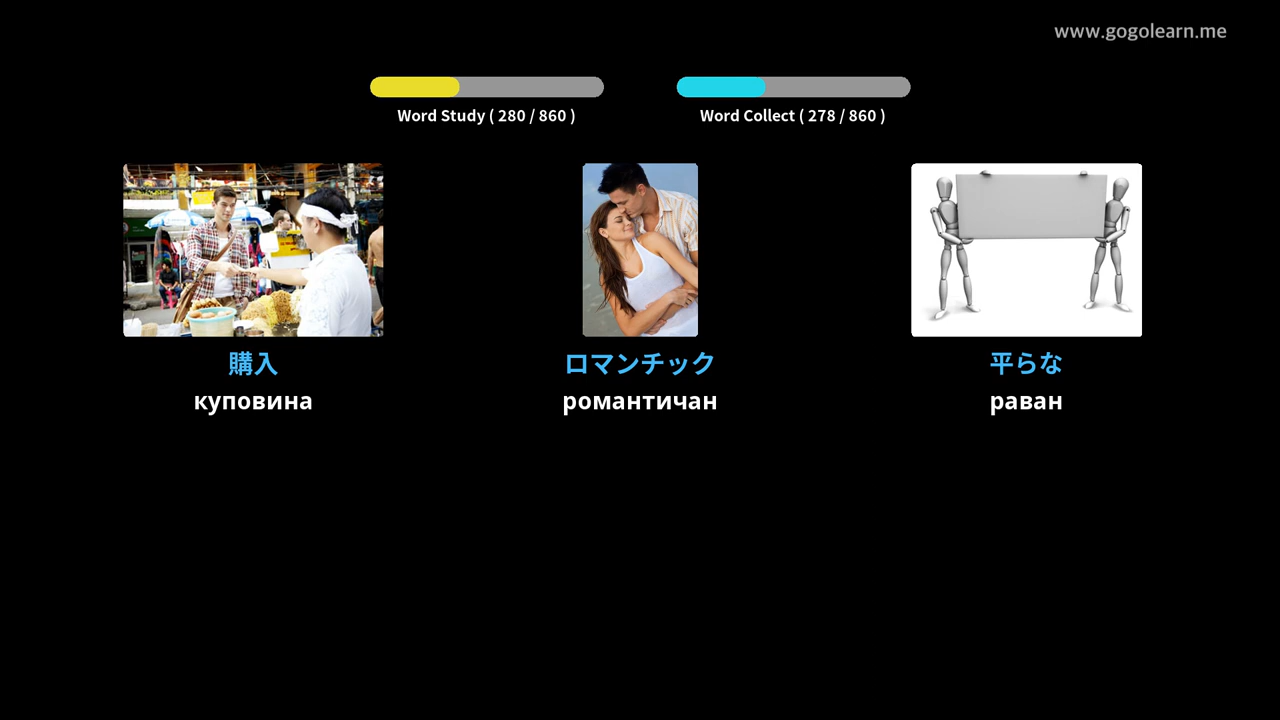 www.gogolearn.me
Word Study ( 280 / 860 )
Word Collect ( 278 / 860 )
購入
ロマンチック
平らな
куповина
романтичан
раван